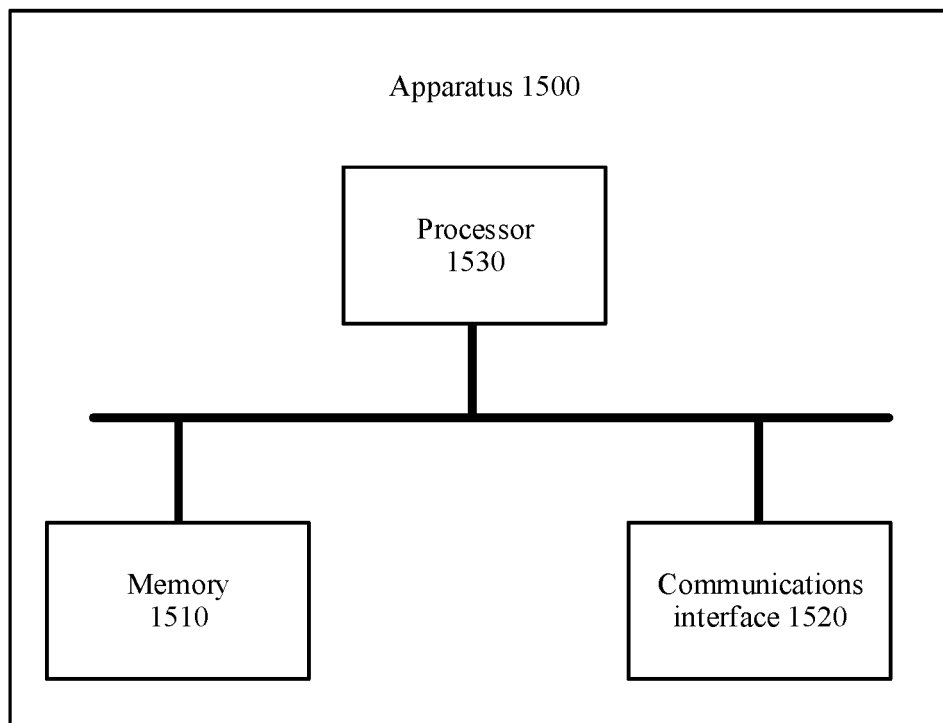 Apparatus 1500
Processor
1530
Memory
1510
Communications
interface 1520